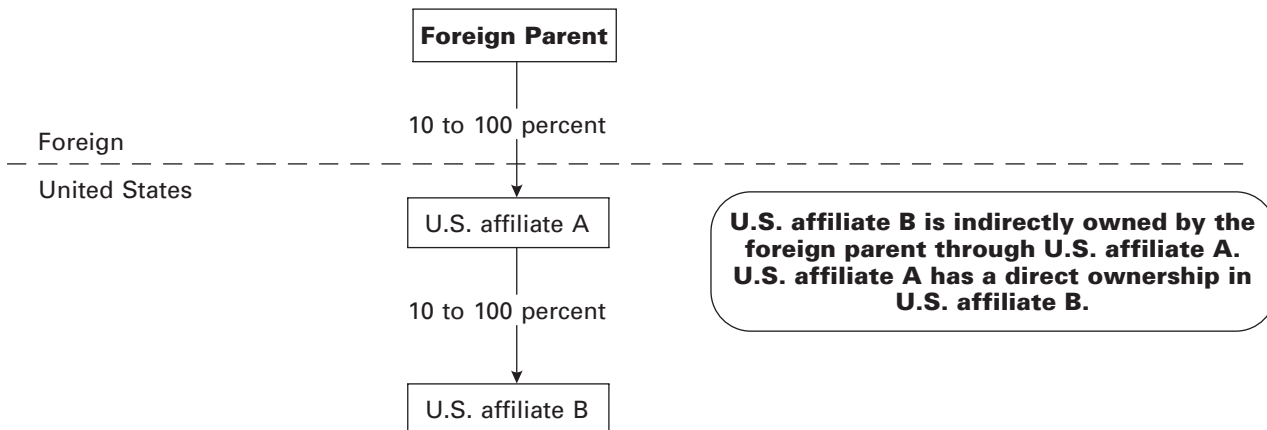 Foreign Parent
10 to 100 percent
Foreign
United States
U.S. affiliate A
U.S. affiliate B is indirectly owned by the
foreign parent through U.S. affiliate A.
U.S. affiliate A has a direct ownership in
U.S. affiliate B.
10 to 100 percent
U.S. affiliate B